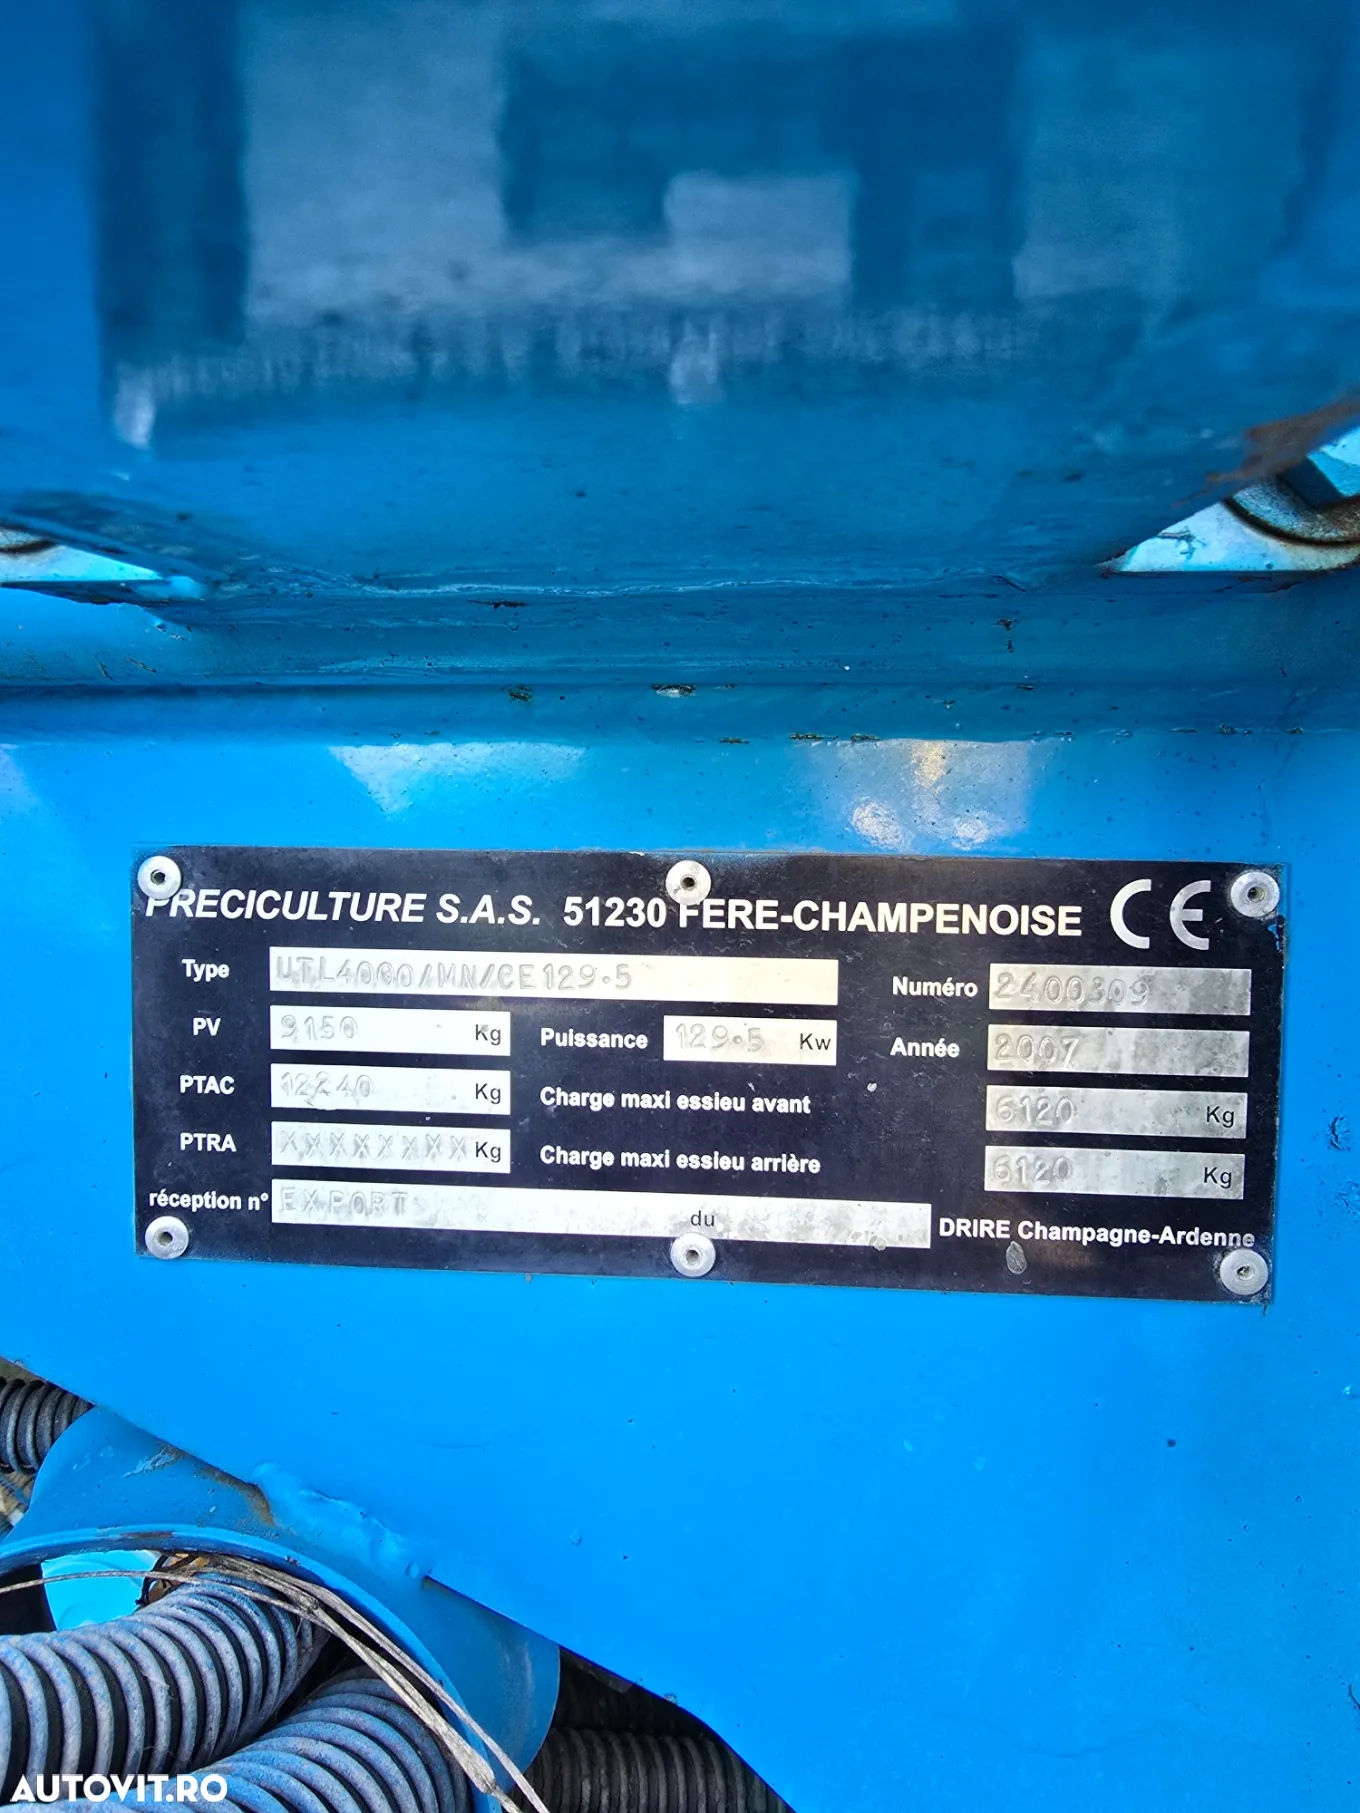 PRECICULTURE S.A.S. 51230 FERE-CHAMPENOISE CE
Type UTL4000/MN/CE129.5 Numéro 2400309
PV 9150 Kg Puissance 129.5 Kw Année 2007
PTAC 12240 Kg Charge maxi essieu avant 6120 Kg
PTRA XXXXXXXX Kg Charge maxi essieu arrière 6120 Kg
réception n° EXPORT du DRIRE Champagne-Ardenne
AUTOVIT.RO